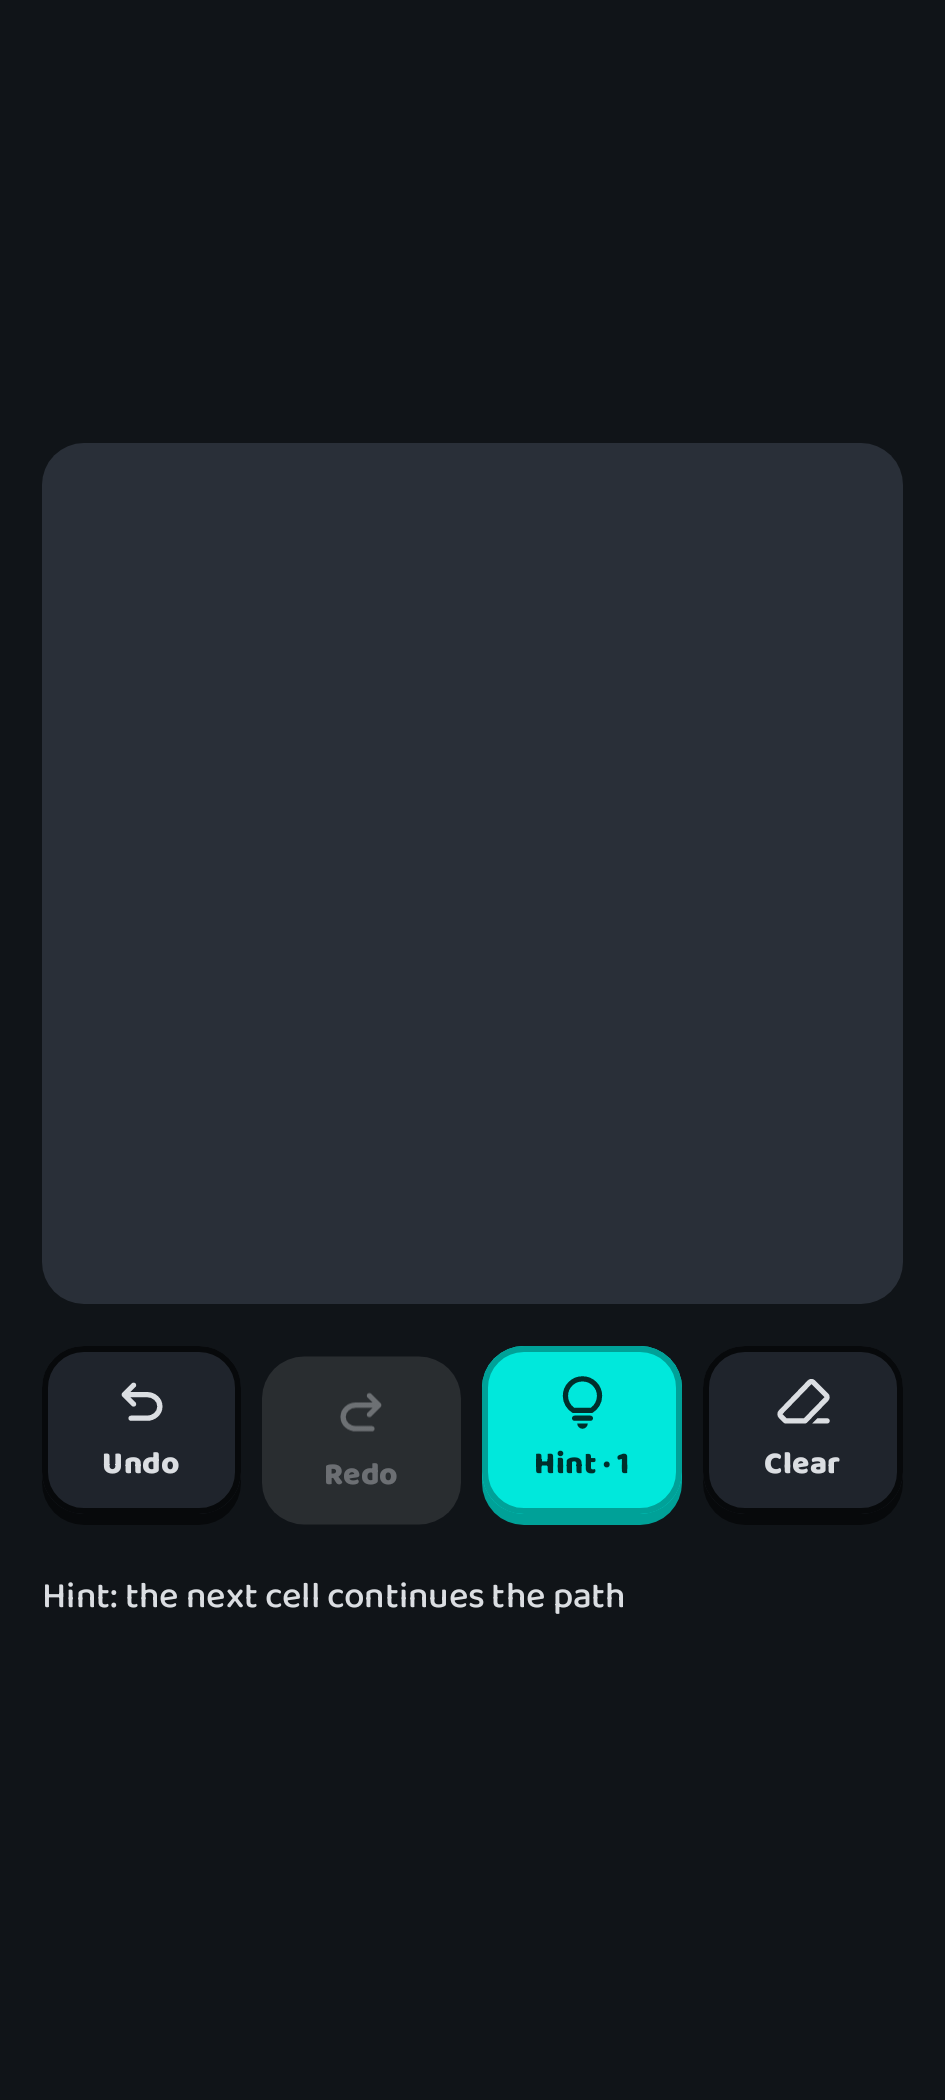 Undo
Redo
Hint · 1
Clear
Hint: the next cell continues the path